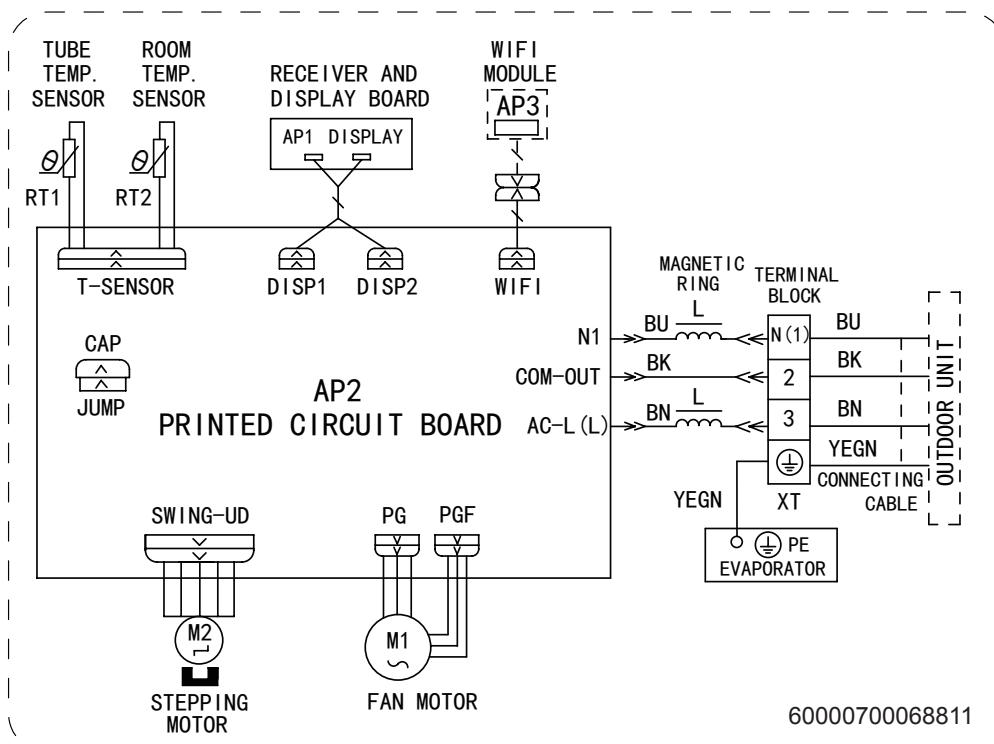 TUBE
TEMP.
SENSOR
ROOM
TEMP.
SENSOR
RECEIVER AND
DISPLAY BOARD
WIFI
MODULE
AP1 DISPLAY
AP3
θ
RT1
θ
RT2
T-SENSOR
DISP1
DISP2
WIFI
MAGNETIC
RING
TERMINAL
BLOCK
CAP
JUMP
AP2
PRINTED CIRCUIT BOARD
N1
BU
L
N(1)
BU
COM-OUT
BK
2
BK
AC-L(L)
BN
L
3
BN
YEGN
CONNECTING
CABLE
OUTDOOR UNIT
YEGN
XT
PE
EVAPORATOR
SWING-UD
PG
PGF
M2
M1
STEPPING
MOTOR
FAN MOTOR
60000700068811